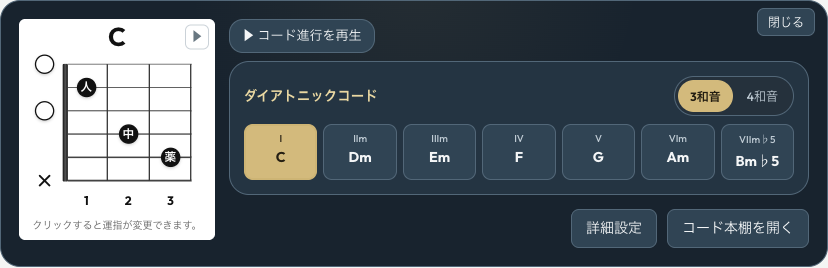 C
人
中
薬
1 2 3
クリックすると運指が変更できます。
▶ コード進行を再生
閉じる
ダイアトニックコード
3和音 4和音
I IIm IIIm IV V VIm VIIm♭5
C Dm Em F G Am Bm♭5
詳細設定 コード本棚を開く